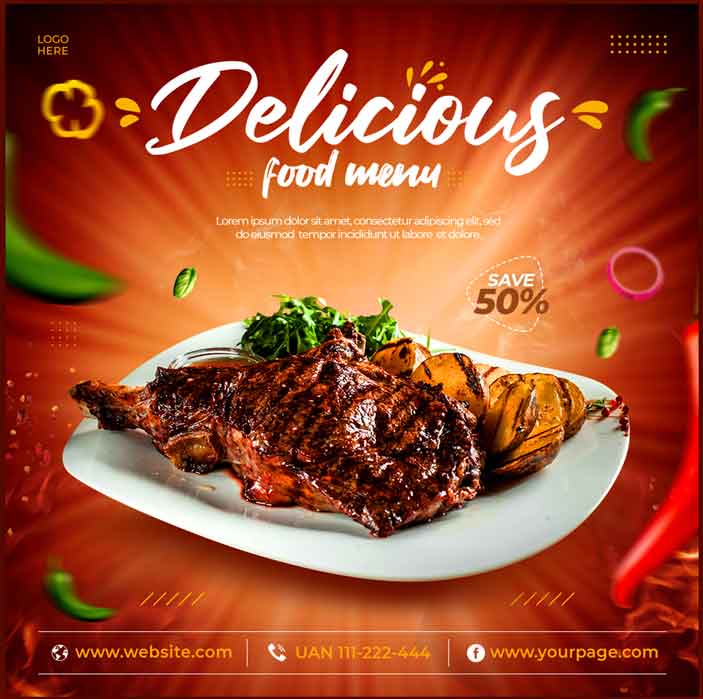 LOGO
HERE
Delicious
food menu
Lorem ipsum dolor sit amet, consectetur adipiscing elit, sed
do eiusmod tempor incididunt ut labore et dolore.
SAVE
50%
www.website.com
UAN 111-222-444
www.yourpage.com